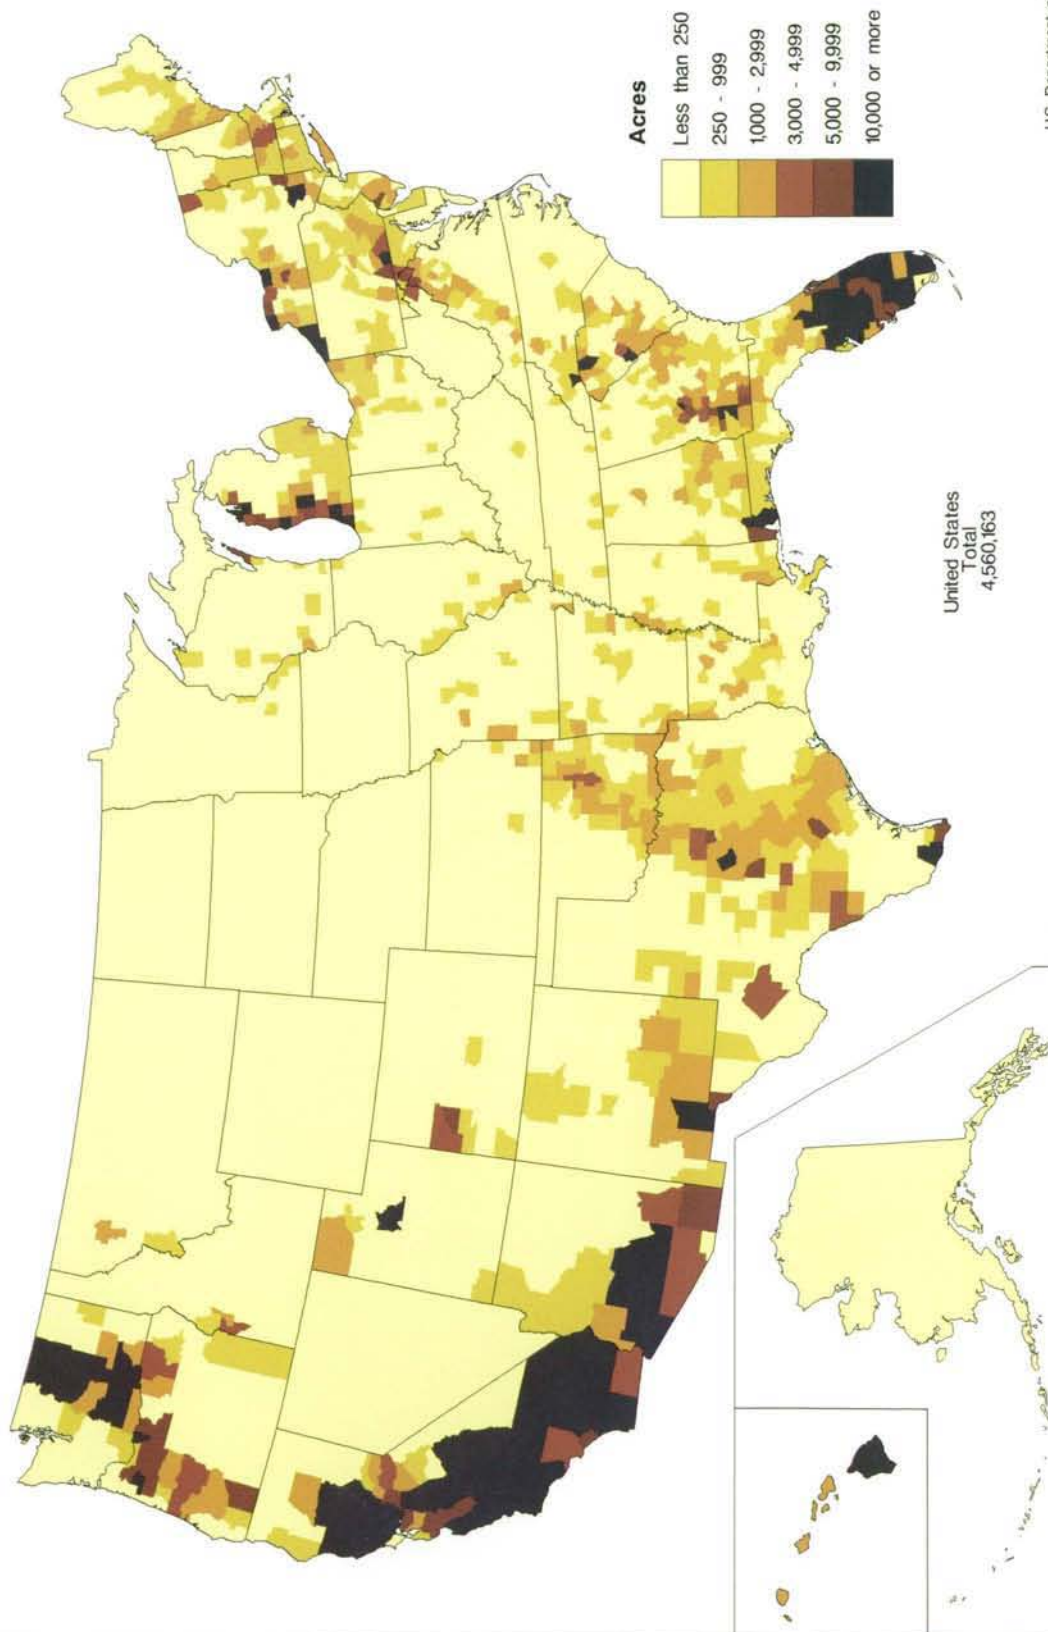 Acres
Less than 250
250 - 999
1,000 - 2,999
3,000 - 4,999
5,000 - 9,999
10,000 or more
United States
Total
4,560,163